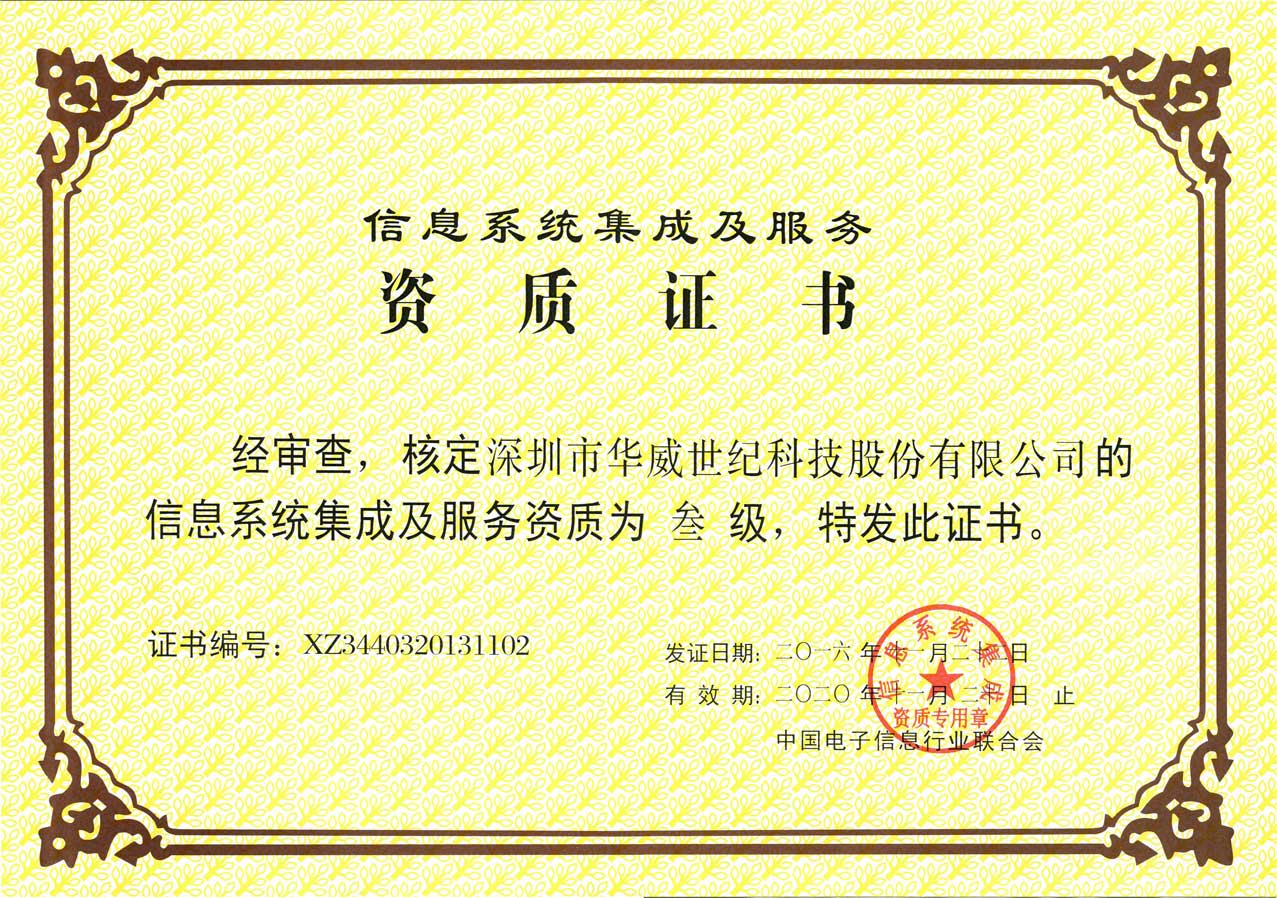 信息系统集成及服务
资质证书
经审查，核定深圳市华威世纪科技股份有限公司的
信息系统集成及服务资质为 叁 级，特发此证书。
证书编号：XZ3440320131102
发证日期：二〇一六 年 十一 月 二十二 日
有 效 期：二〇二〇 年 十一 月 二十 日 止
中国电子信息行业联合会
信息系统集成
资质专用章